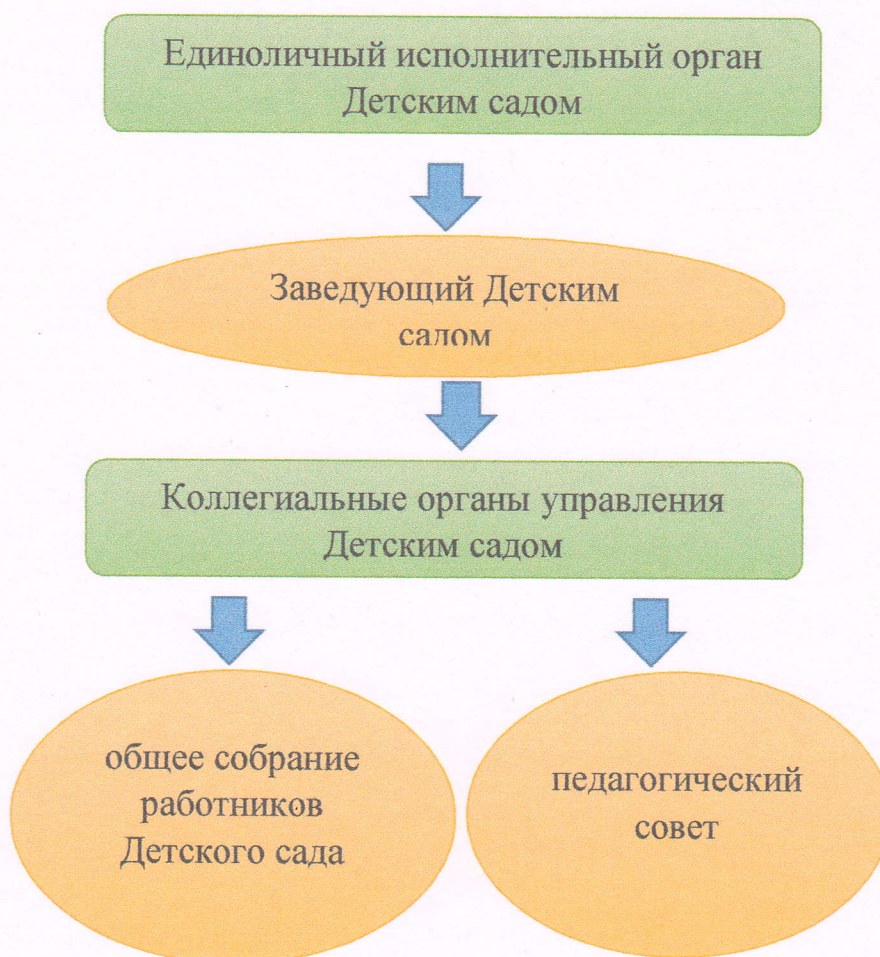 Единоличный исполнительный орган
Детским садом
Заведующий Детским
садом
Коллегиальные органы управления
Детским садом
общее собрание
работников
Детского сада
педагогический
совет